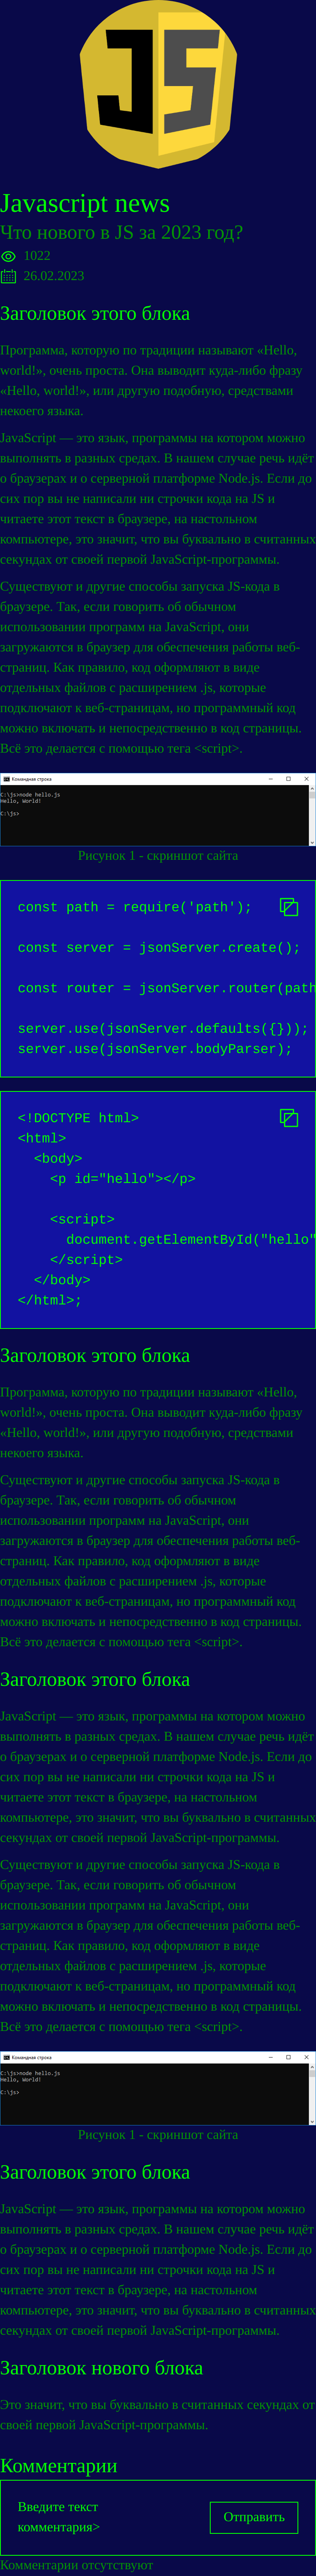 JS
Javascript news
Что нового в JS за 2023 год?
1022
26.02.2023
Заголовок этого блока
Программа, которую по традиции называют «Hello,
world!», очень проста. Она выводит куда-либо фразу
«Hello, world!», или другую подобную, средствами
некоего языка.
JavaScript — это язык, программы на котором можно
выполнять в разных средах. В нашем случае речь идёт
о браузерах и о серверной платформе Node.js. Если до
сих пор вы не написали ни строчки кода на JS и
читаете этот текст в браузере, на настольном
компьютере, это значит, что вы буквально в считанных
секундах от своей первой JavaScript-программы.
Существуют и другие способы запуска JS-кода в
браузере. Так, если говорить об обычном
использовании программ на JavaScript, они
загружаются в браузер для обеспечения работы веб-
страниц. Как правило, код оформляют в виде
отдельных файлов с расширением .js, которые
подключают к веб-страницам, но программный код
можно включать и непосредственно в код страницы.
Всё это делается с помощью тега <script>.
Командная строка
C:\js>node hello.js
Hello, World!
C:\js>
Рисунок 1 - скриншот сайта
const path = require('path');
const server = jsonServer.create();
const router = jsonServer.router(path
server.use(jsonServer.defaults({}));
server.use(jsonServer.bodyParser);
<!DOCTYPE html>
<html>
<body>
<p id="hello"></p>
<script>
document.getElementById("hello"
</script>
</body>
</html>;
Заголовок этого блока
Программа, которую по традиции называют «Hello,
world!», очень проста. Она выводит куда-либо фразу
«Hello, world!», или другую подобную, средствами
некоего языка.
Существуют и другие способы запуска JS-кода в
браузере. Так, если говорить об обычном
использовании программ на JavaScript, они
загружаются в браузер для обеспечения работы веб-
страниц. Как правило, код оформляют в виде
отдельных файлов с расширением .js, которые
подключают к веб-страницам, но программный код
можно включать и непосредственно в код страницы.
Всё это делается с помощью тега <script>.
Заголовок этого блока
JavaScript — это язык, программы на котором можно
выполнять в разных средах. В нашем случае речь идёт
о браузерах и о серверной платформе Node.js. Если до
сих пор вы не написали ни строчки кода на JS и
читаете этот текст в браузере, на настольном
компьютере, это значит, что вы буквально в считанных
секундах от своей первой JavaScript-программы.
Существуют и другие способы запуска JS-кода в
браузере. Так, если говорить об обычном
использовании программ на JavaScript, они
загружаются в браузер для обеспечения работы веб-
страниц. Как правило, код оформляют в виде
отдельных файлов с расширением .js, которые
подключают к веб-страницам, но программный код
можно включать и непосредственно в код страницы.
Всё это делается с помощью тега <script>.
Командная строка
C:\js>node hello.js
Hello, World!
C:\js>
Рисунок 1 - скриншот сайта
Заголовок этого блока
JavaScript — это язык, программы на котором можно
выполнять в разных средах. В нашем случае речь идёт
о браузерах и о серверной платформе Node.js. Если до
сих пор вы не написали ни строчки кода на JS и
читаете этот текст в браузере, на настольном
компьютере, это значит, что вы буквально в считанных
секундах от своей первой JavaScript-программы.
Заголовок нового блока
Это значит, что вы буквально в считанных секундах от
своей первой JavaScript-программы.
Комментарии
Введите текст
комментария>
Отправить
Комментарии отсутствуют